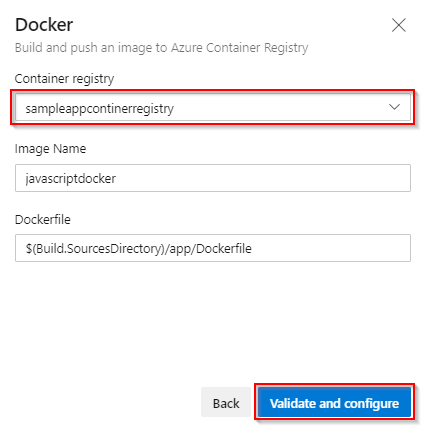 Docker
Build and push an image to Azure Container Registry
Container registry
sampleappcontinerregistry
Image Name
javascriptdocker
Dockerfile
$(Build.SourcesDirectory)/app/Dockerfile
Back
Validate and configure